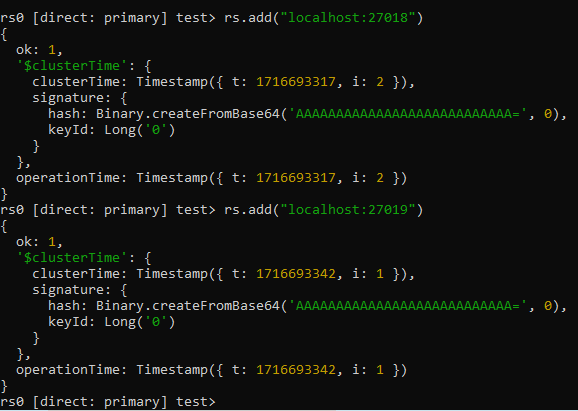 rs0 [direct: primary] test> rs.add("localhost:27018")
{
  ok: 1,
  '$clusterTime': {
    clusterTime: Timestamp({ t: 1716693317, i: 2 }),
    signature: {
      hash: Binary.createFromBase64('AAAAAAAAAAAAAAAAAAAAAAAAAAA=', 0),
      keyId: Long('0')
    }
  },
  operationTime: Timestamp({ t: 1716693317, i: 2 })
}
rs0 [direct: primary] test> rs.add("localhost:27019")
{
  ok: 1,
  '$clusterTime': {
    clusterTime: Timestamp({ t: 1716693342, i: 1 }),
    signature: {
      hash: Binary.createFromBase64('AAAAAAAAAAAAAAAAAAAAAAAAAAA=', 0),
      keyId: Long('0')
    }
  },
  operationTime: Timestamp({ t: 1716693342, i: 1 })
}
rs0 [direct: primary] test>